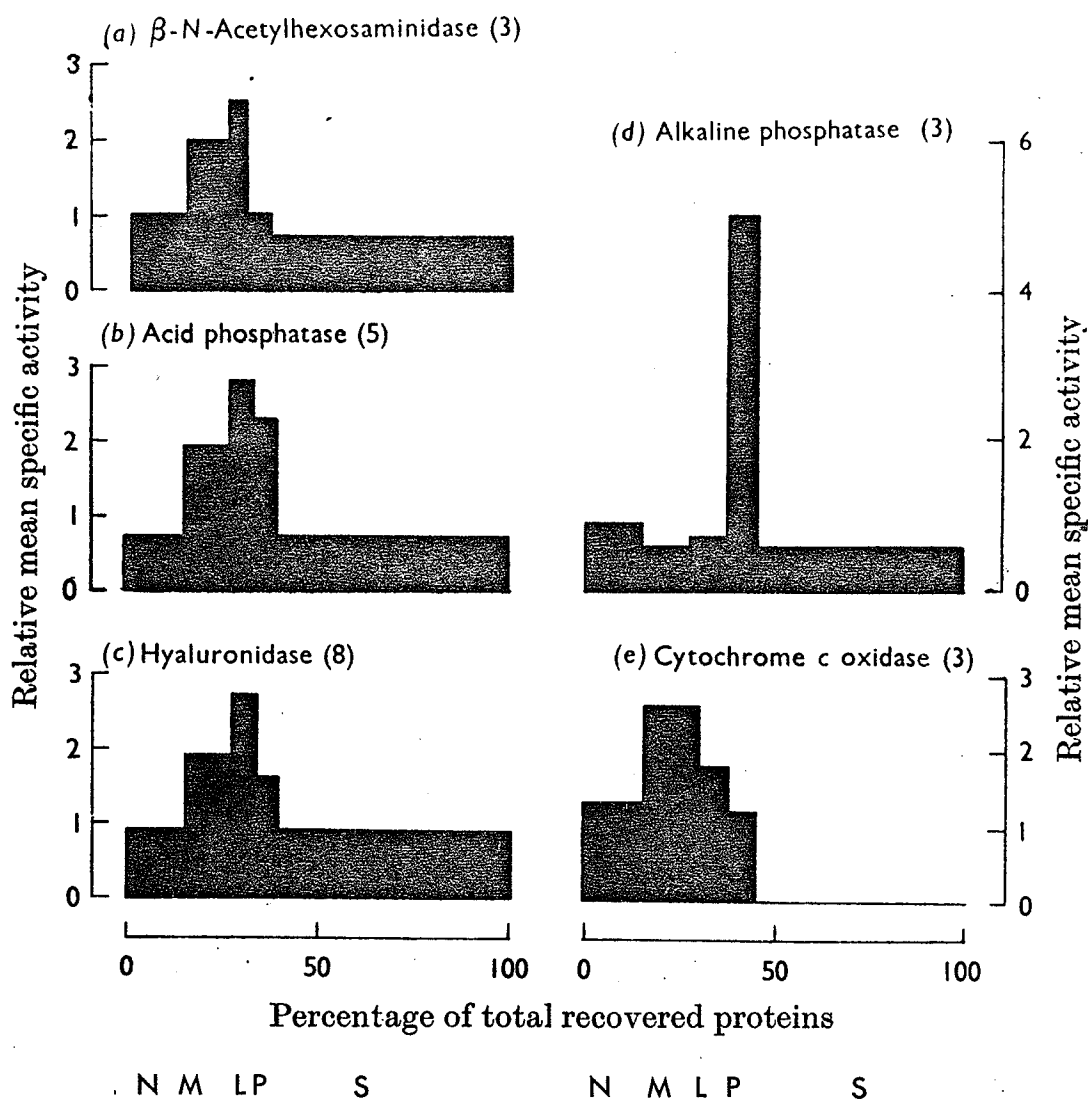 (a) β-N-Acetylhexosaminidase (3)
3
2
1
0
(b) Acid phosphatase (5)
3
2
1
0
(c) Hyaluronidase (8)
3
2
1
0
Relative mean specific activity
(d) Alkaline phosphatase (3)
6
4
2
0
(e) Cytochrome c oxidase (3)
3
2
1
0
Relative mean specific activity
0 50 100 0 50 100
Percentage of total recovered proteins
N M L P S N M L P S